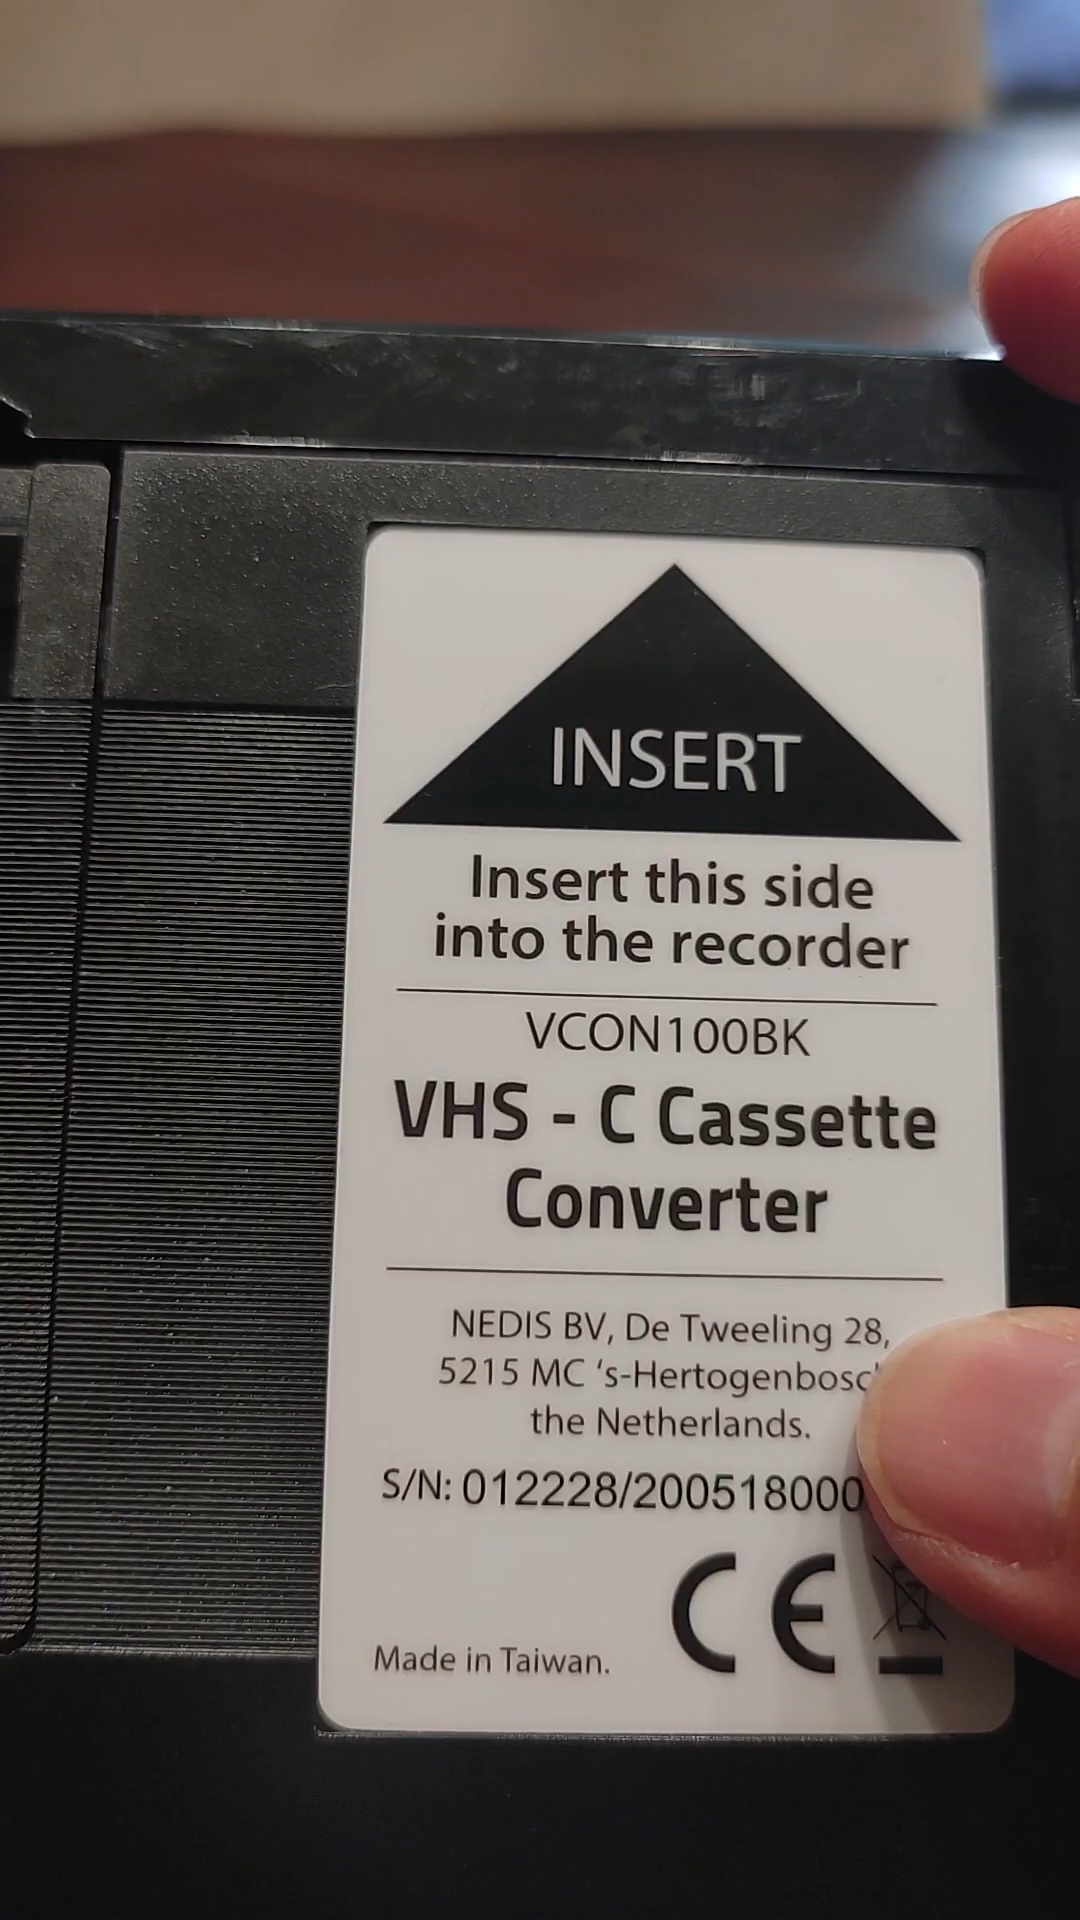 INSERT
Insert this side
into the recorder
VCON100BK
VHS - C Cassette
Converter
NEDIS BV, De Tweeling 28,
5215 MC ‘s-Hertogenbosc
the Netherlands.
S/N: 012228/200518000
CE
Made in Taiwan.